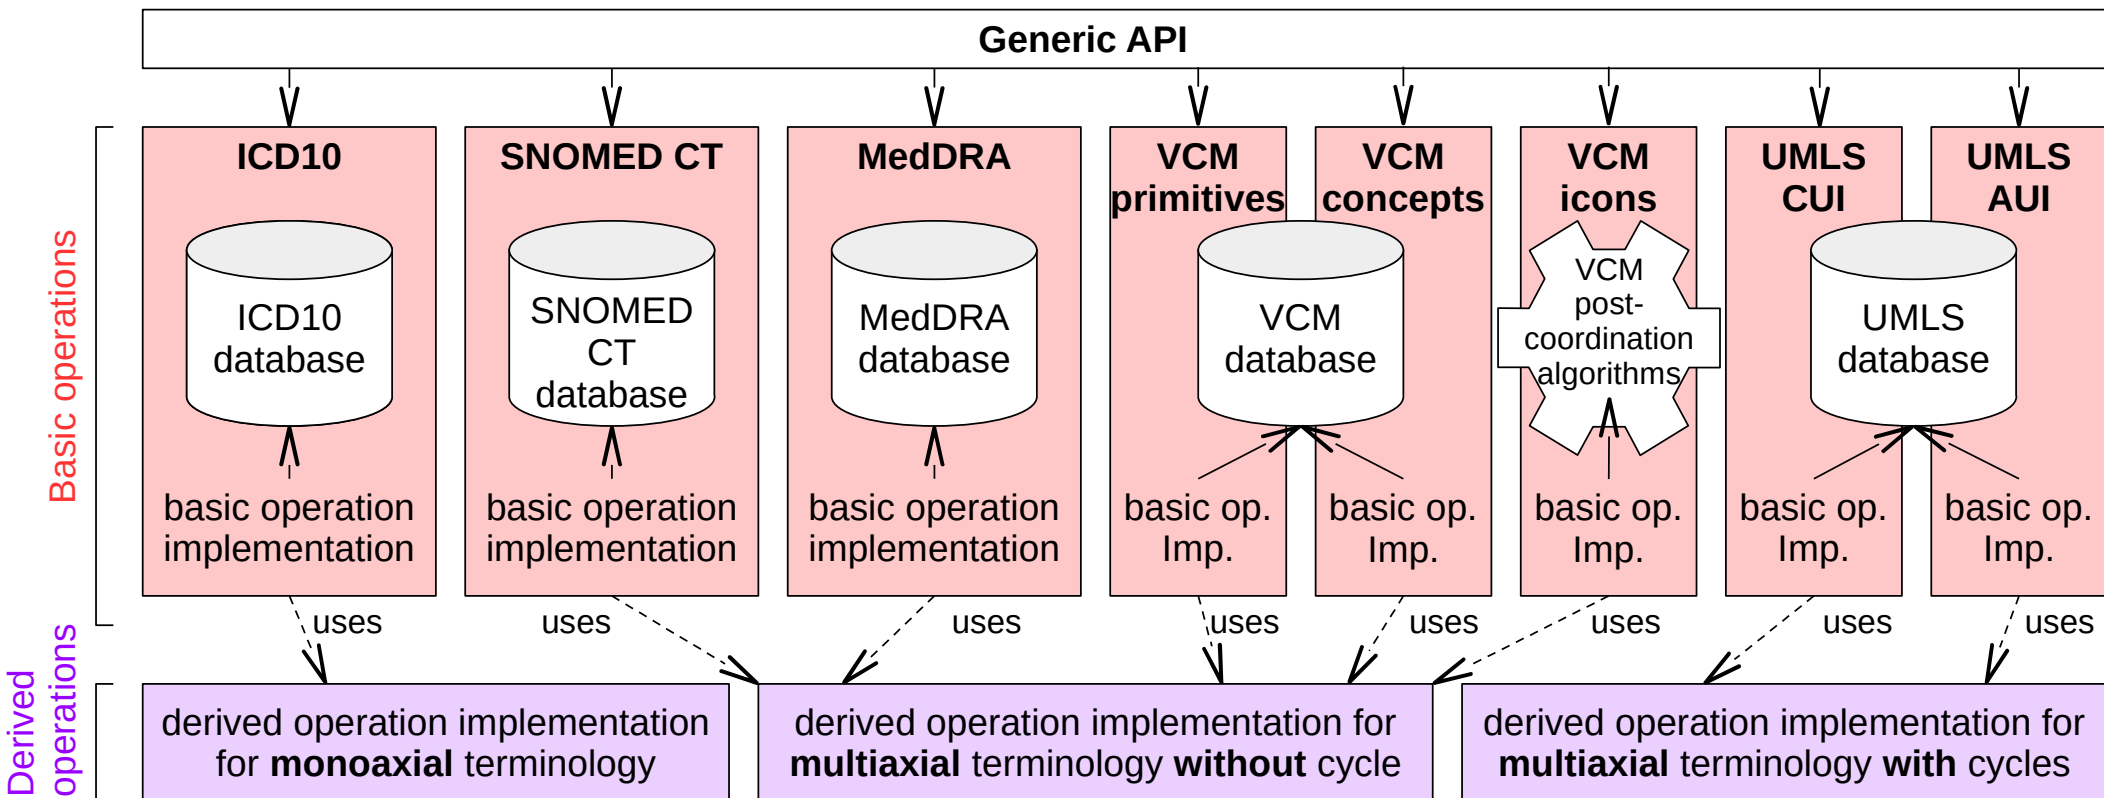 Generic API
Basic operations
ICD10
ICD10
database
basic operation
implementation
SNOMED CT
SNOMED
CT
database
basic operation
implementation
MedDRA
MedDRA
database
basic operation
implementation
VCM
primitives
VCM
concepts
VCM
database
basic op.
Imp.
basic op.
Imp.
VCM
icons
VCM
post-
coordination
algorithms
basic op.
Imp.
UMLS
CUI
UMLS
AUI
UMLS
database
basic op.
Imp.
basic op.
Imp.
uses
uses
uses
uses
uses
uses
uses
uses
Derived
operations
derived operation implementation
for monoaxial terminology
derived operation implementation for
multiaxial terminology without cycle
derived operation implementation for
multiaxial terminology with cycles